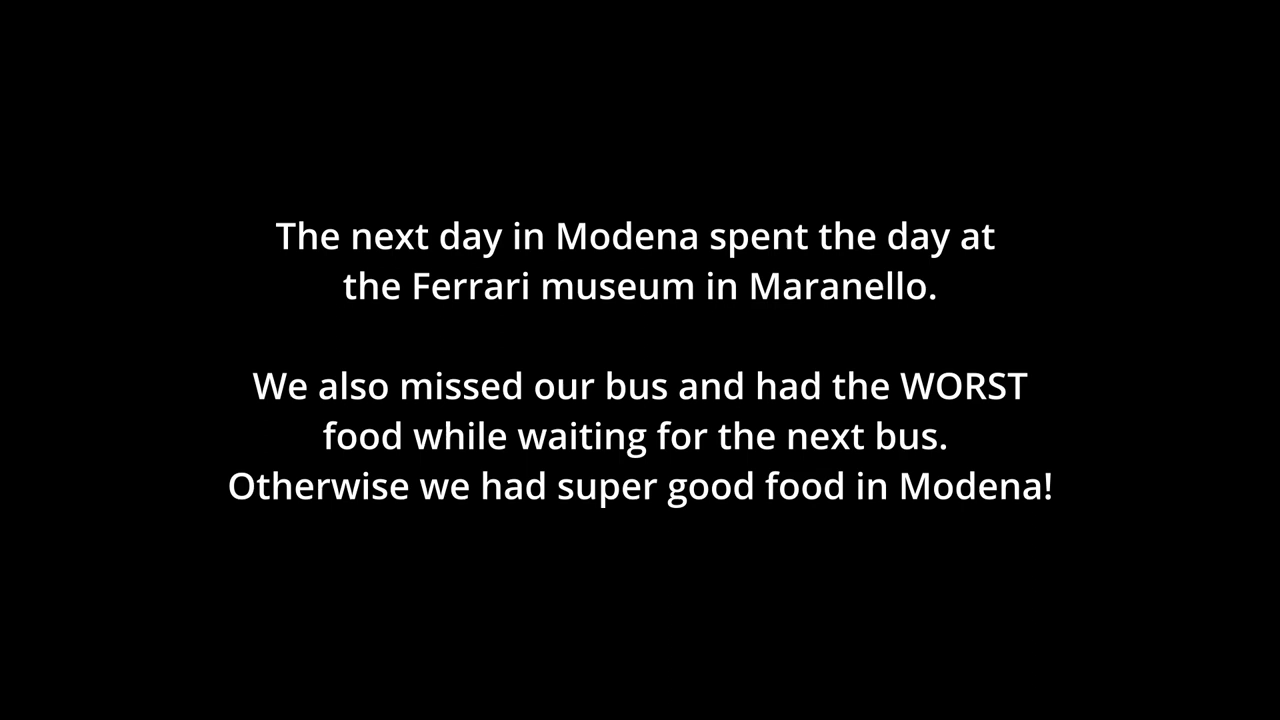 The next day in Modena spent the day at
the Ferrari museum in Maranello.
We also missed our bus and had the WORST
food while waiting for the next bus.
Otherwise we had super good food in Modena!